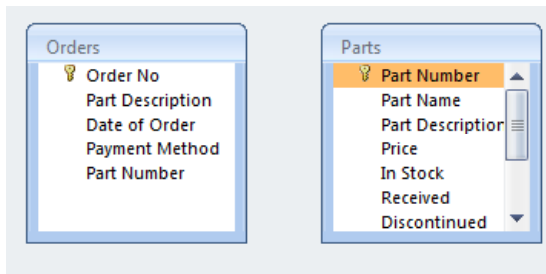 Orders
Order No
Part Description
Date of Order
Payment Method
Part Number
Parts
Part Number
Part Name
Part Description
Price
In Stock
Received
Discontinued